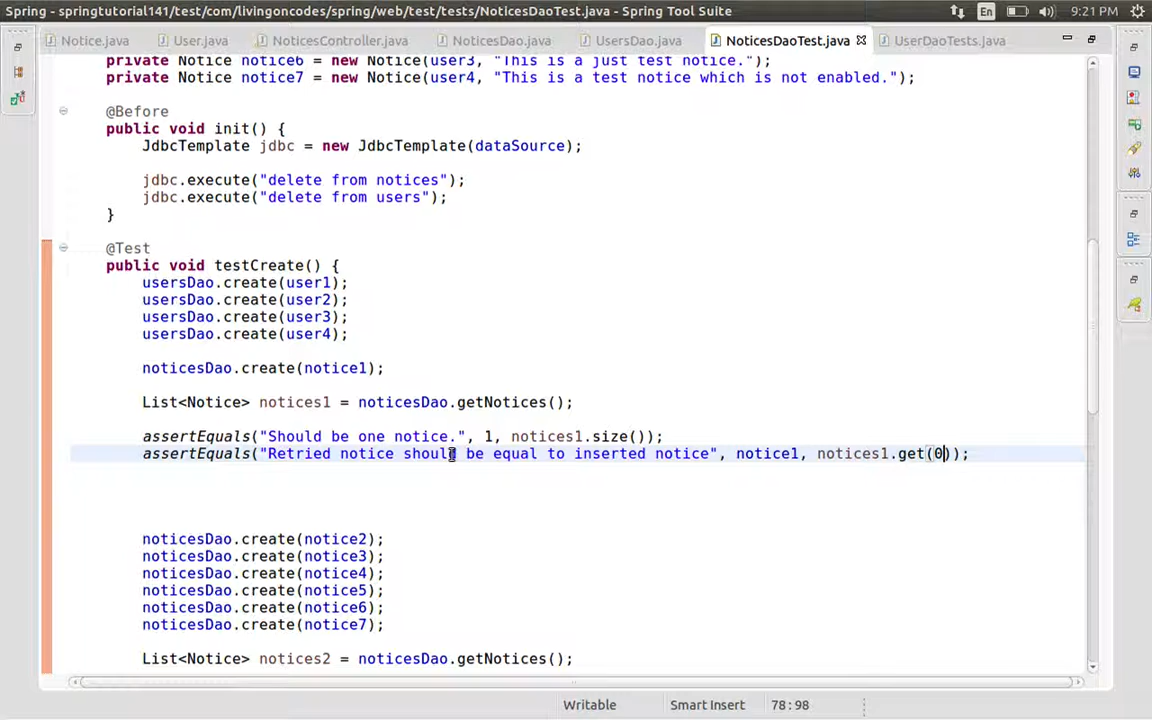 Spring - springtutorial141/test/com/livingoncodes/spring/web/test/tests/NoticesDaoTest.java - Spring Tool Suite En 9:21 PM
Notice.java User.java NoticesController.java NoticesDao.java UsersDao.java NoticesDaoTest.java UserDaoTests.java
private Notice notice6 = new Notice(user3, "This is a just test notice.");
private Notice notice7 = new Notice(user4, "This is a test notice which is not enabled.");
@Before
public void init() {
JdbcTemplate jdbc = new JdbcTemplate(dataSource);
jdbc.execute("delete from notices");
jdbc.execute("delete from users");
}
@Test
public void testCreate() {
usersDao.create(user1);
usersDao.create(user2);
usersDao.create(user3);
usersDao.create(user4);
noticesDao.create(notice1);
List<Notice> notices1 = noticesDao.getNotices();
assertEquals("Should be one notice.", 1, notices1.size());
assertEquals("Retried notice should be equal to inserted notice", notice1, notices1.get(0));
noticesDao.create(notice2);
noticesDao.create(notice3);
noticesDao.create(notice4);
noticesDao.create(notice5);
noticesDao.create(notice6);
noticesDao.create(notice7);
List<Notice> notices2 = noticesDao.getNotices();
Writable Smart Insert 78 : 98